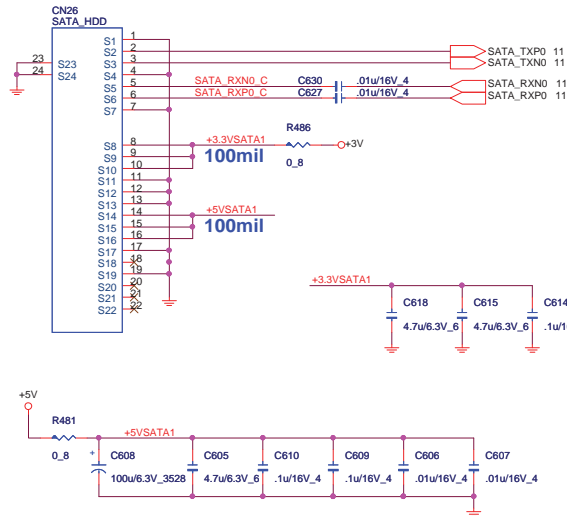 CN26
SATA_HDD
S1 1
S2 2 SATA_TXP0 11
23 S23 S3 3 SATA_TXN0 11
24 S24 S4 4
S5 5 SATA_RXN0_C C630 .01u/16V_4 SATA_RXN0 11
S6 6 SATA_RXP0_C C627 .01u/16V_4 SATA_RXP0 11
S7 7
R486
S8 8 +3.3VSATA1 +3V
S9 9 100mil
S10 10 0_8
S11 11
S12 12
S13 13
S14 14 +5VSATA1
S15 15 100mil
S16 16
S17 17
S18 18
S19 19
S20 20 +3.3VSATA1
S21 21
S22 22
C618 C615 C614
4.7u/6.3V_6 4.7u/6.3V_6 .1u/1
+5V
R481
+5VSATA1
0_8
+ C608 C605 C610 C609 C606 C607
100u/6.3V_3528 4.7u/6.3V_6 .1u/16V_4 .1u/16V_4 .01u/16V_4 .01u/16V_4